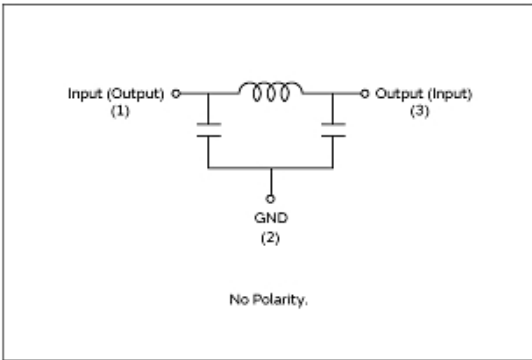 Input (Output)
(1)
Output (Input)
(3)
GND
(2)
No Polarity.